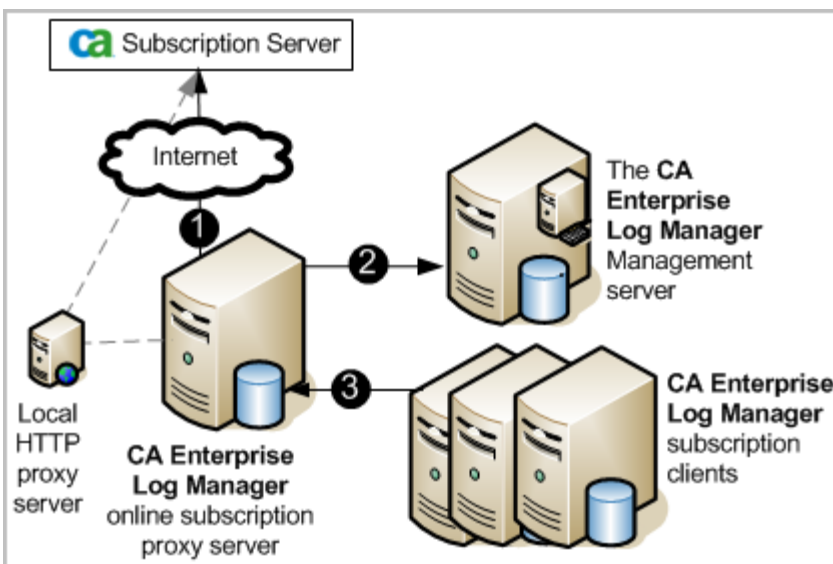 ca Subscription Server
Internet
1
2
The CA
Enterprise
Log Manager
Management
server
3
Local
HTTP
proxy
server
CA Enterprise
Log Manager
online subscription
proxy server
CA Enterprise
Log Manager
subscription
clients